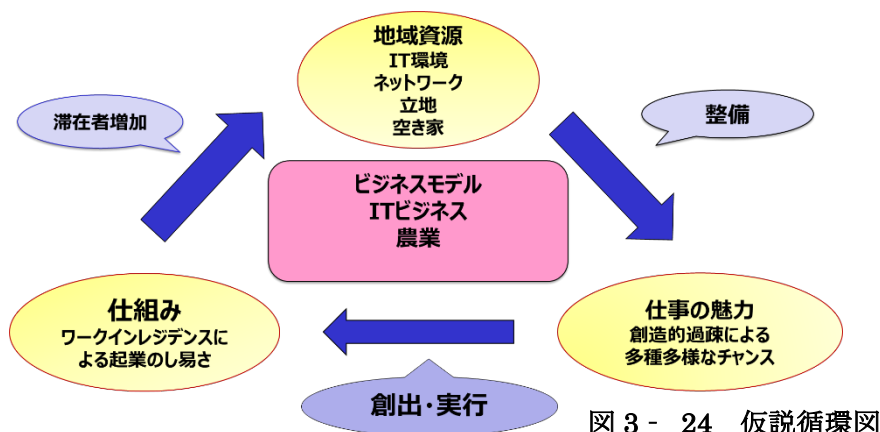 地域資源
IT環境
ネットワーク
立地
空き家
滞在者増加
整備
ビジネスモデル
ITビジネス
農業
仕組み
ワークインレジデンスに
よる起業のし易さ
仕事の魅力
創造的過疎による
多種多様なチャンス
創出・実行
図 3 - 24 仮説循環図